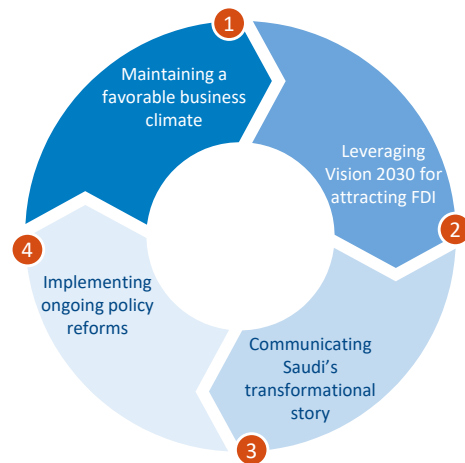 1
Maintaining a
favorable business
climate
Leveraging
Vision 2030 for
attracting FDI
2
Communicating
Saudi's
transformational
story
3
Implementing
ongoing policy
reforms
4